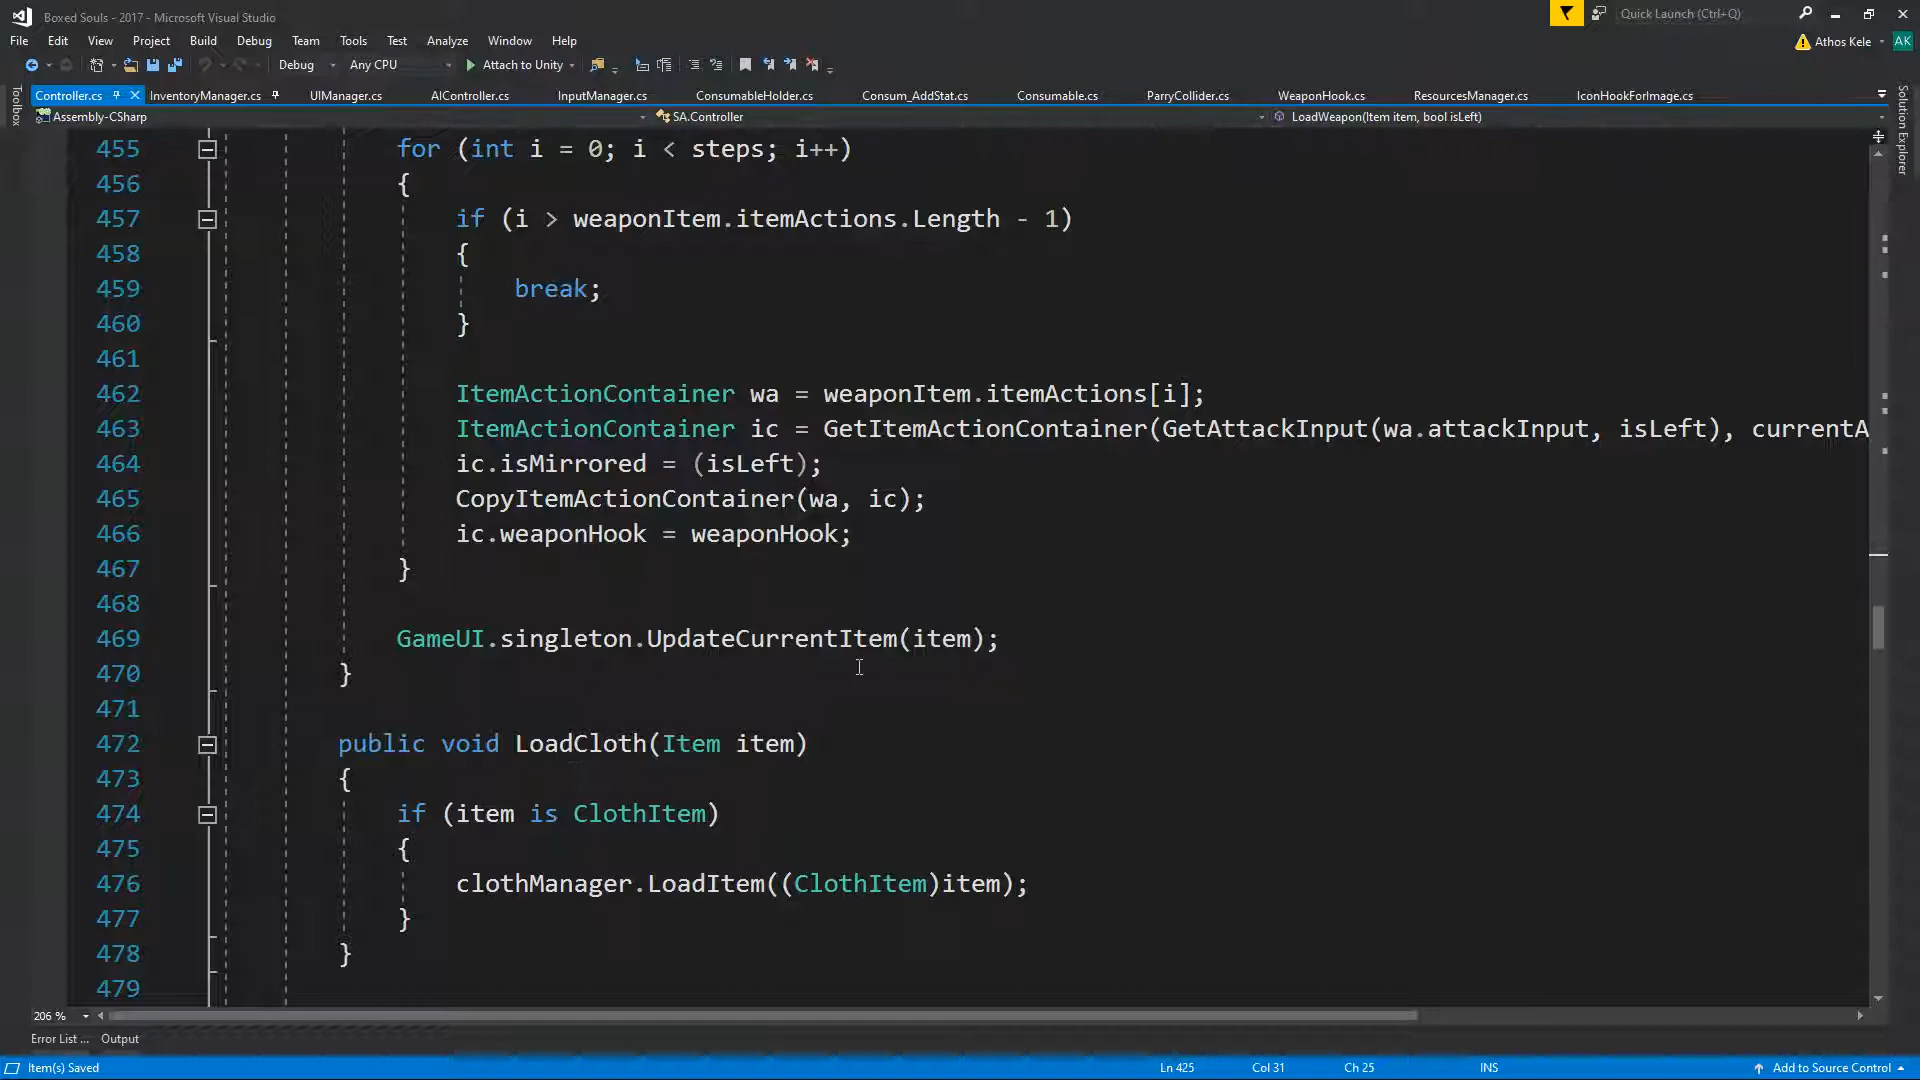 Boxed Souls - 2017 - Microsoft Visual Studio
Quick Launch (Ctrl+Q)
File Edit View Project Build Debug Team Tools Test Analyze Window Help
Athos Kele AK
Debug Any CPU Attach to Unity
Toolbox
Controller.cs InventoryManager.cs UIManager.cs AIController.cs InputManager.cs ConsumableHolder.cs Consum_AddStat.cs Consumable.cs ParryCollider.cs WeaponHook.cs ResourcesManager.cs IconHookForImage.cs
Solution Explorer
Assembly-CSharp SA.Controller LoadWeapon(Item item, bool isLeft)
455 for (int i = 0; i < steps; i++)
456 {
457 if (i > weaponItem.itemActions.Length - 1)
458 {
459 break;
460 }
461
462 ItemActionContainer wa = weaponItem.itemActions[i];
463 ItemActionContainer ic = GetItemActionContainer(GetAttackInput(wa.attackInput, isLeft), currentA
464 ic.isMirrored = (isLeft);
465 CopyItemActionContainer(wa, ic);
466 ic.weaponHook = weaponHook;
467 }
468
469 GameUI.singleton.UpdateCurrentItem(item);
470 }
471
472 public void LoadCloth(Item item)
473 {
474 if (item is ClothItem)
475 {
476 clothManager.LoadItem((ClothItem)item);
477 }
478 }
479
206 %
Error List ... Output
Item(s) Saved Ln 425 Col 31 Ch 25 INS Add to Source Control